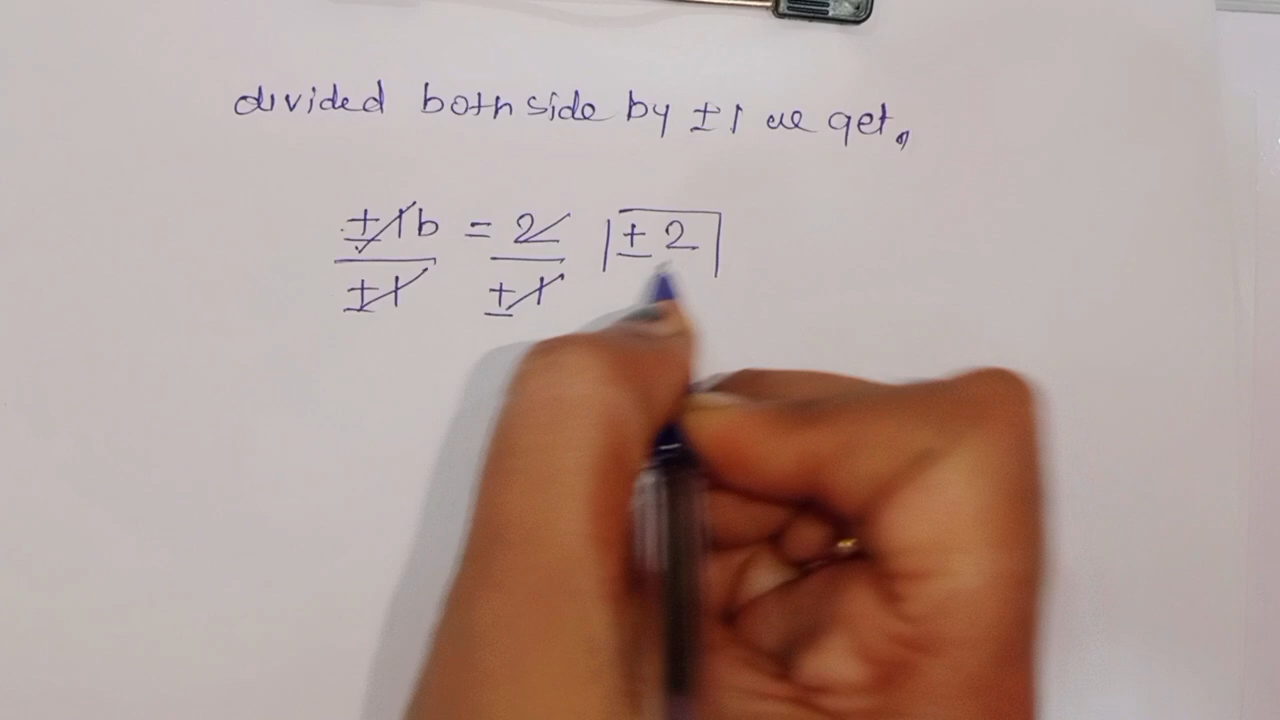 divided both side by ±1 we get,
±1b = 2 ±2
±1 ±1